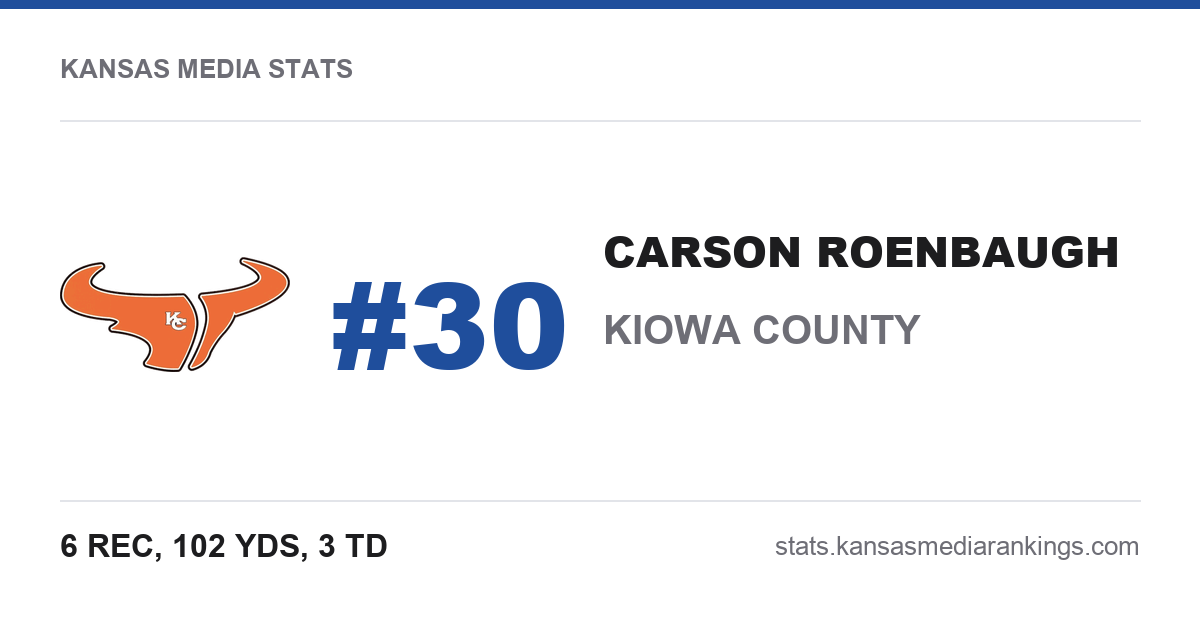 KANSAS MEDIA STATS
KC
#30
CARSON ROENBAUGH
KIOWA COUNTY
6 REC, 102 YDS, 3 TD
stats.kansasmediarankings.com